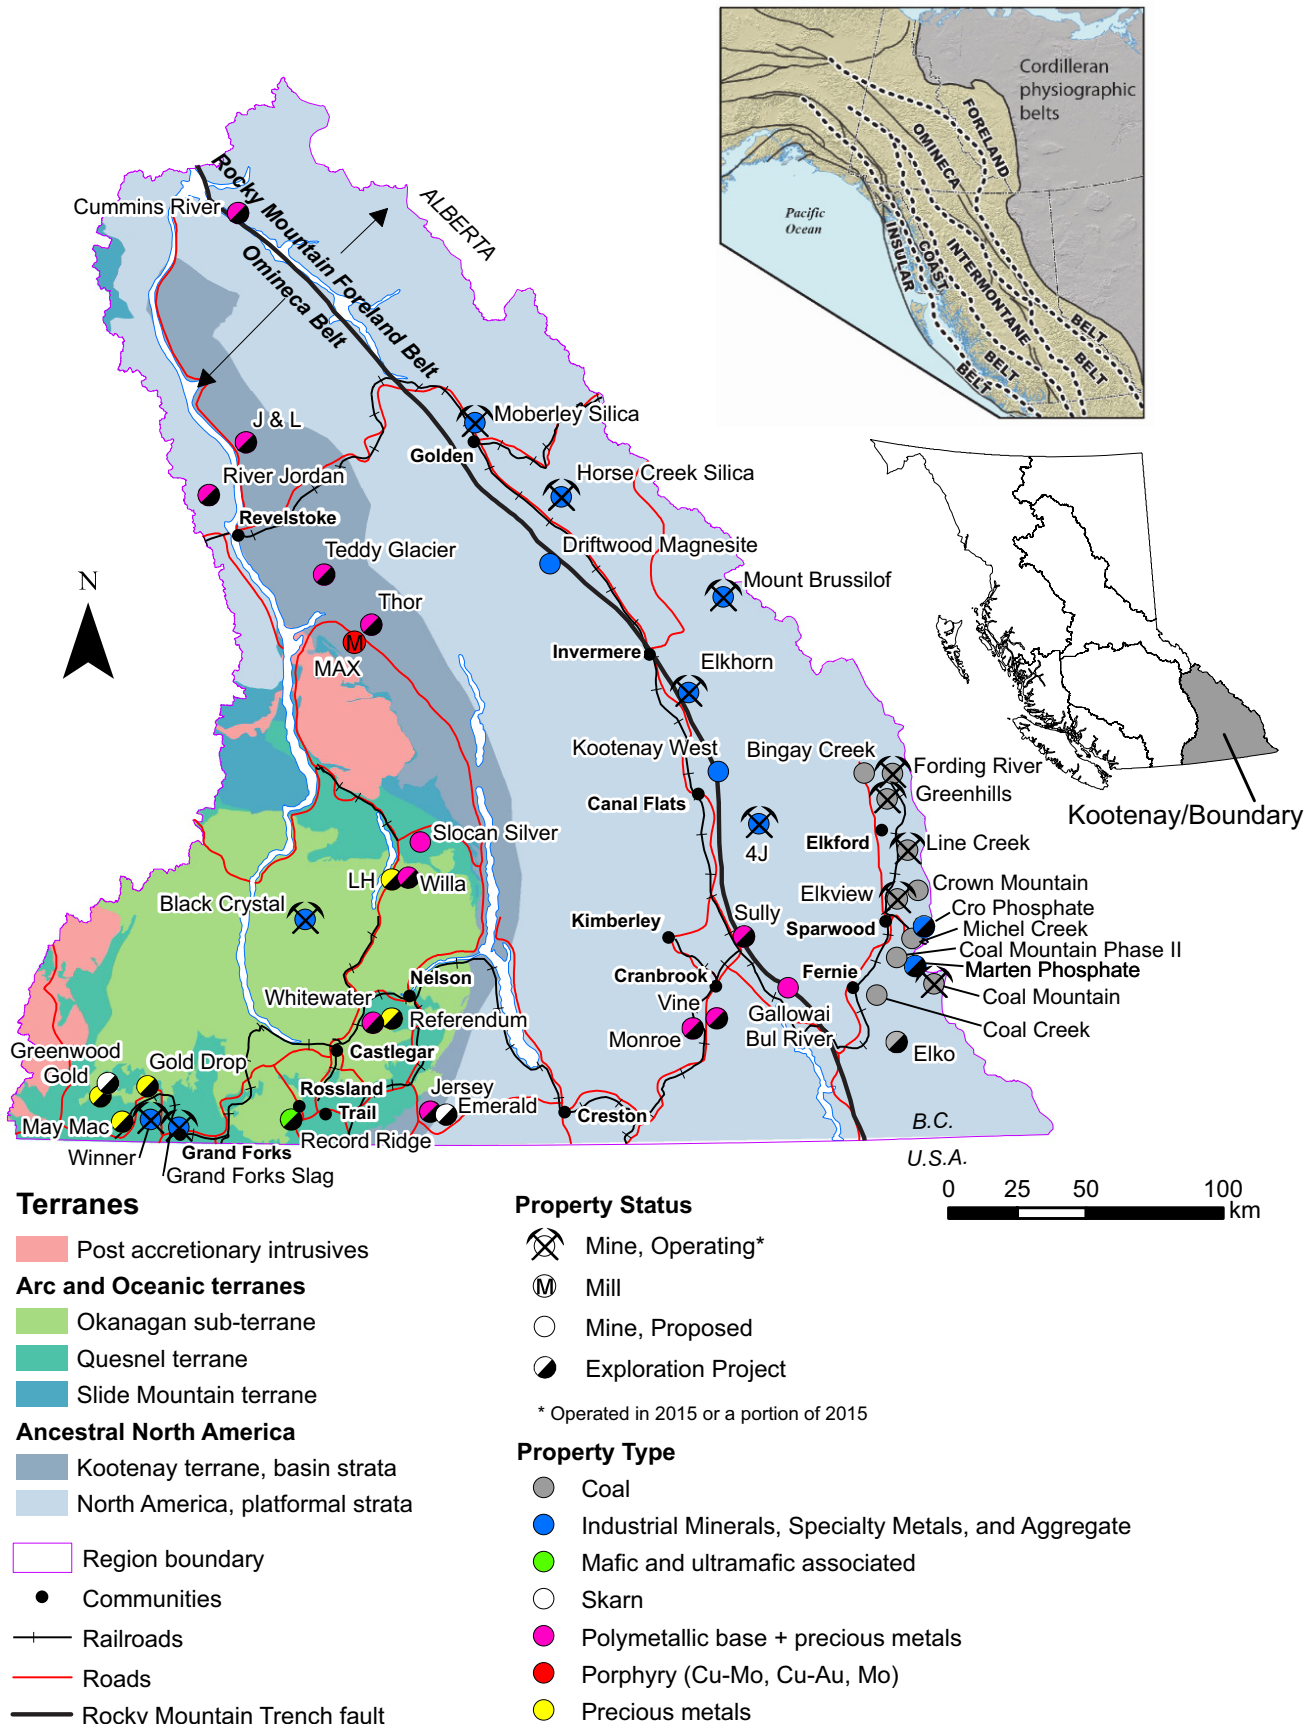 Cordilleran
physiographic
belts
FORELAND
OMINECA
INSULAR
COAST
INTERMONTANE
BELT
BELT
BELT
BELT
Pacific
Ocean
Rocky Mountain Foreland Belt
Omineca Belt
ALBERTA
Cummins River
J & L
River Jordan
Revelstoke
Teddy Glacier
Thor
MAX
M
Moberley Silica
Golden
Horse Creek Silica
Driftwood Magnesite
Mount Brussilof
Invermere
Elkhorn
Kootenay West
Canal Flats
4J
Bingay Creek
Fording River
Greenhills
Elkford
Line Creek
Elkview
Crown Mountain
Cro Phosphate
Sparwood
Michel Creek
Coal Mountain Phase II
Marten Phosphate
Coal Mountain
Coal Creek
Fernie
Elko
Kimberley
Sully
Cranbrook
Vine
Monroe
Gallowai
Bul River
Slocan Silver
LH
Willa
Black Crystal
Nelson
Whitewater
Referendum
Castlegar
Greenwood
Gold
Gold Drop
Rossland
Trail
Jersey
Emerald
Creston
May Mac
Winner
Grand Forks
Grand Forks Slag
Record Ridge
B.C.
U.S.A.
N
Kootenay/Boundary
0 25 50 100
km
Terranes
Post accretionary intrusives
Arc and Oceanic terranes
Okanagan sub-terrane
Quesnel terrane
Slide Mountain terrane
Ancestral North America
Kootenay terrane, basin strata
North America, platformal strata
Region boundary
Communities
Railroads
Roads
Rocky Mountain Trench fault
Property Status
Mine, Operating*
M Mill
Mine, Proposed
Exploration Project
* Operated in 2015 or a portion of 2015
Property Type
Coal
Industrial Minerals, Specialty Metals, and Aggregate
Mafic and ultramafic associated
Skarn
Polymetallic base + precious metals
Porphyry (Cu-Mo, Cu-Au, Mo)
Precious metals